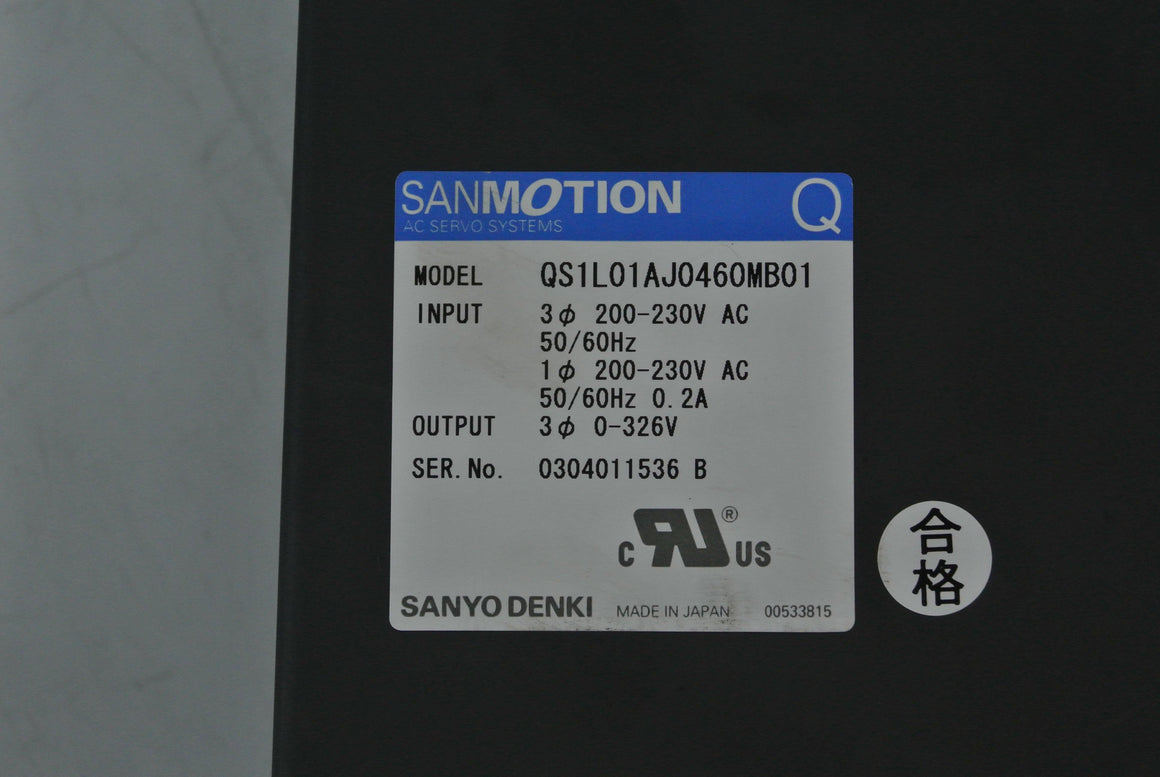 SANMOTION Q
AC SERVO SYSTEMS
MODEL QS1L01AJ0460MB01
INPUT 3φ 200-230V AC
50/60Hz
1φ 200-230V AC
50/60Hz 0.2A
OUTPUT 3φ 0-326V
SER.No. 0304011536 B
c RU® US
SANYO DENKI MADE IN JAPAN 00533815
合
格